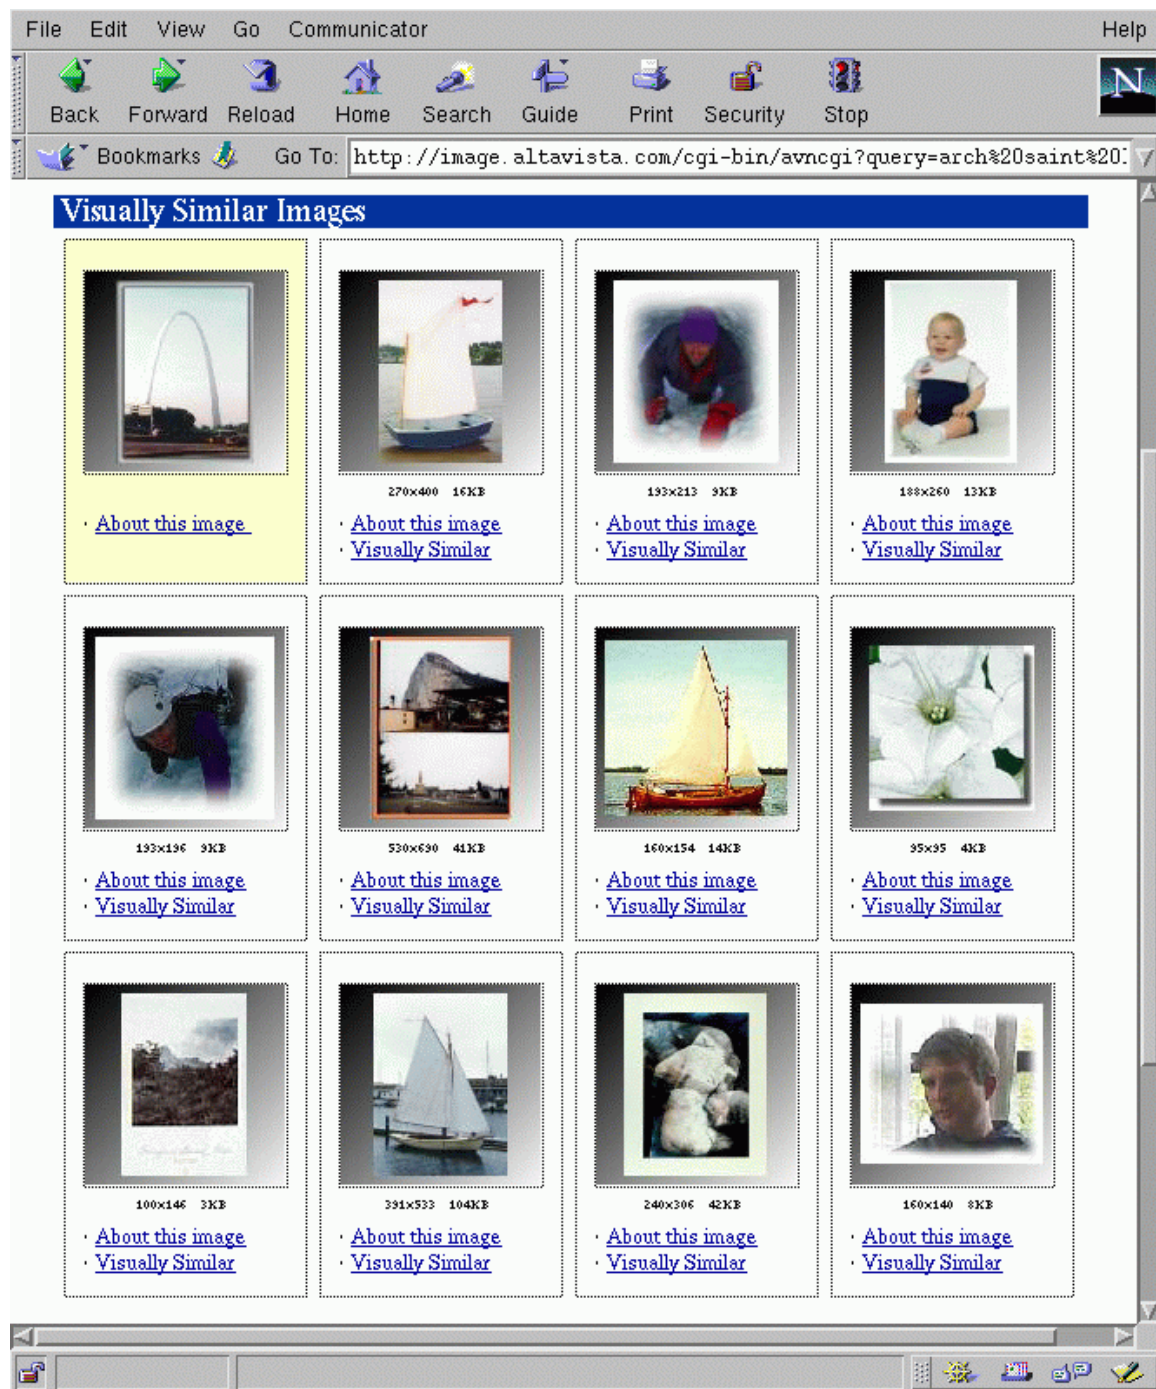 File Edit View Go Communicator Help
N
Back Forward Reload Home Search Guide Print Security Stop
Bookmarks Go To: http://image.altavista.com/cgi-bin/avncgi?query=arch%20saint%20
Visually Similar Images
270x400 16KB 193x213 9KB 188x260 13KB
· About this image · About this image · About this image · About this image
· Visually Similar · Visually Similar · Visually Similar
193x196 9KB 530x690 41KB 160x154 14KB 95x95 4KB
· About this image · About this image · About this image · About this image
· Visually Similar · Visually Similar · Visually Similar · Visually Similar
100x146 3KB 391x533 104KB 240x306 42KB 160x140 8KB
· About this image · About this image · About this image · About this image
· Visually Similar · Visually Similar · Visually Similar · Visually Similar